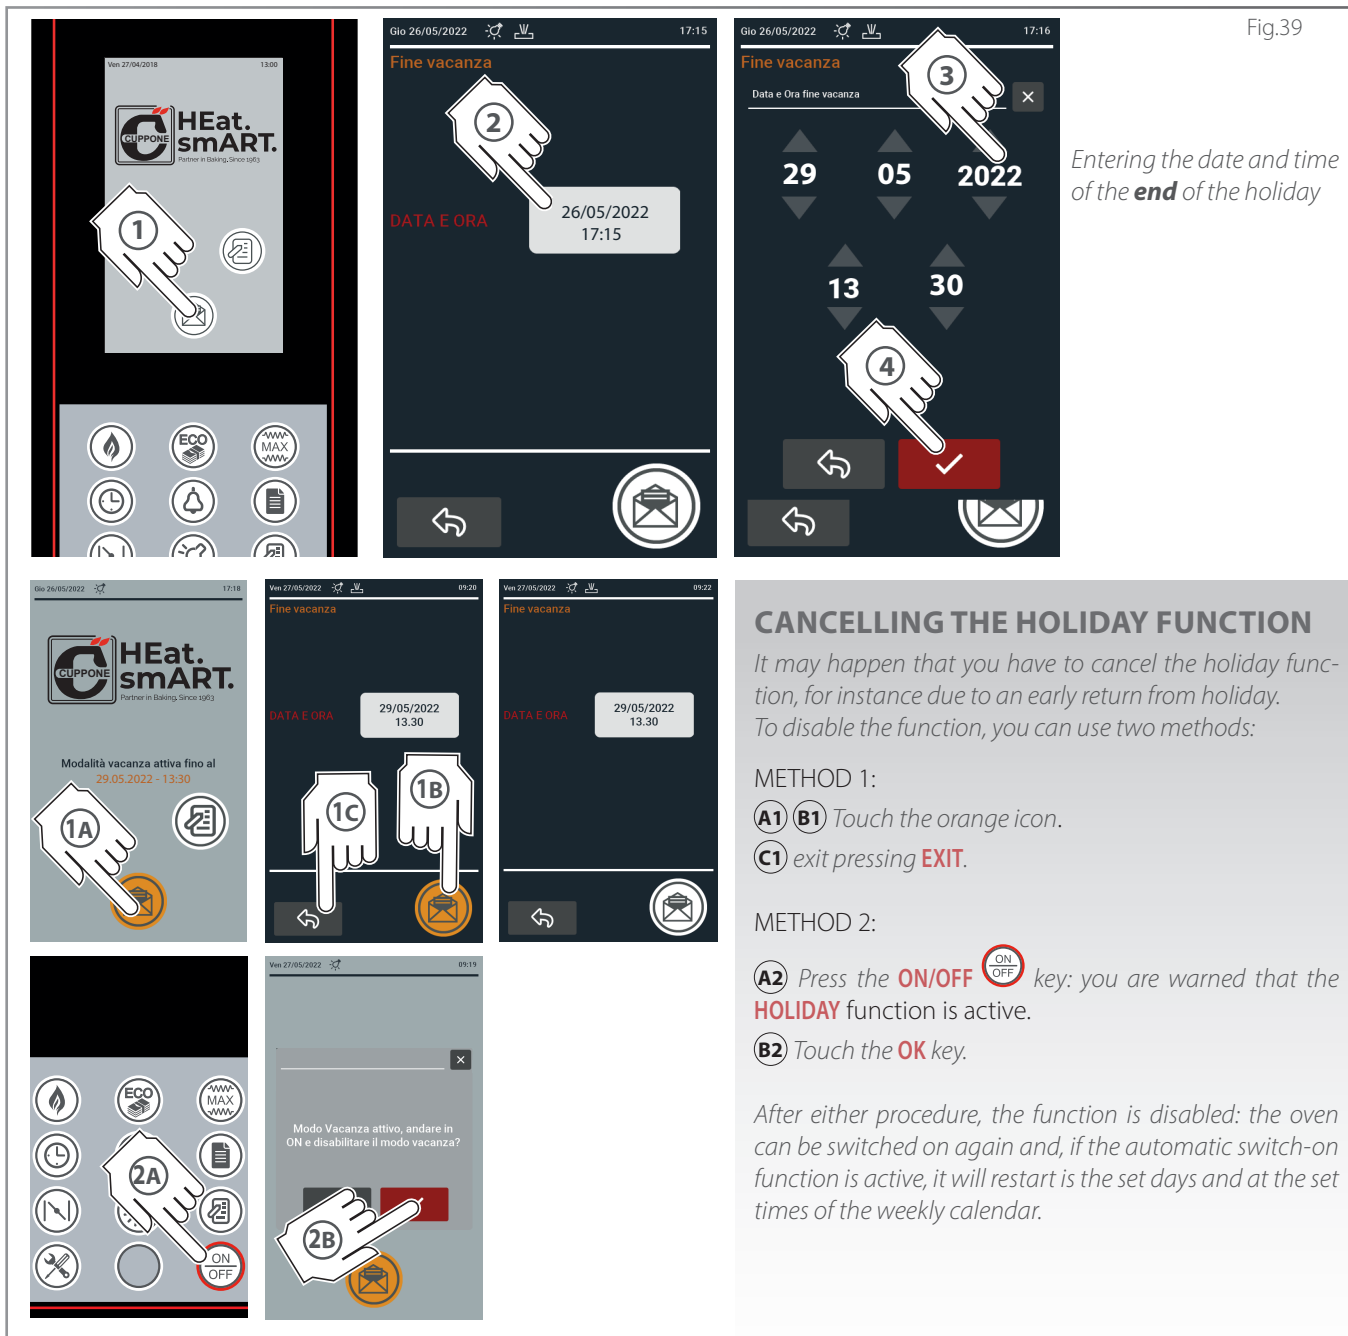 Fig.39
Ven 27/04/2018 13:00
CUPPONE
HEat.
smART.
Partner in Baking, Since 1963
1
ECO
MAX
Gio 26/05/2022 17:15
Fine vacanza
2
DATA E ORA
26/05/2022
17:15
Gio 26/05/2022 17:16
Fine vacanza
3
Data e Ora fine vacanza
29 05 2022
13 30
4
Entering the date and time
of the end of the holiday
Gio 26/05/2022 17:18
CUPPONE
HEat.
smART.
Partner in Baking, Since 1963
Modalità vacanza attiva fino al
29.05.2022 - 13:30
1A
Ven 27/05/2022 09:20
Fine vacanza
DATA E ORA
29/05/2022
13.30
1C
1B
Ven 27/05/2022 09:22
Fine vacanza
DATA E ORA
29/05/2022
13.30
ECO
MAX
2A
ON
OFF
Ven 27/05/2022 09:19
Modo Vacanza attivo, andare in
ON e disabilitare il modo vacanza?
2B
CANCELLING THE HOLIDAY FUNCTION
It may happen that you have to cancel the holiday func-
tion, for instance due to an early return from holiday.
To disable the function, you can use two methods:
METHOD 1:
A1 B1 Touch the orange icon.
C1 exit pressing EXIT.
METHOD 2:
A2 Press the ON/OFF ON OFF key: you are warned that the
HOLIDAY function is active.
B2 Touch the OK key.
After either procedure, the function is disabled: the oven
can be switched on again and, if the automatic switch-on
function is active, it will restart is the set days and at the set
times of the weekly calendar.